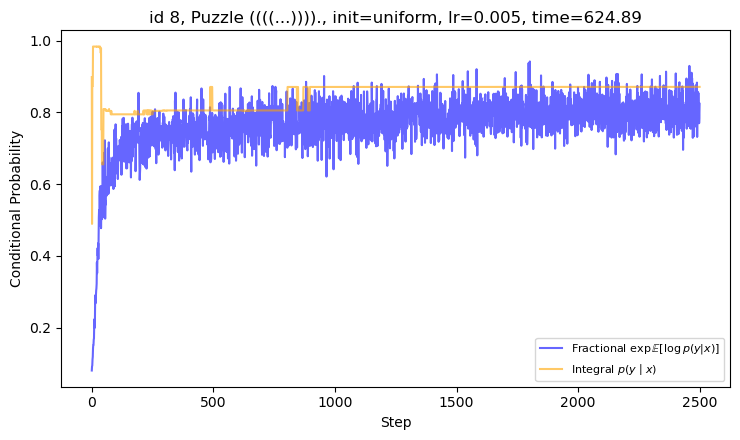 id 8, Puzzle ((((...))))., init=uniform, lr=0.005, time=624.89
Conditional Probability
1.0
0.8
0.6
0.4
0.2
0
500
1000
1500
2000
2500
Step
Fractional exp𝔼[log p(y|x)]
Integral p(y | x)